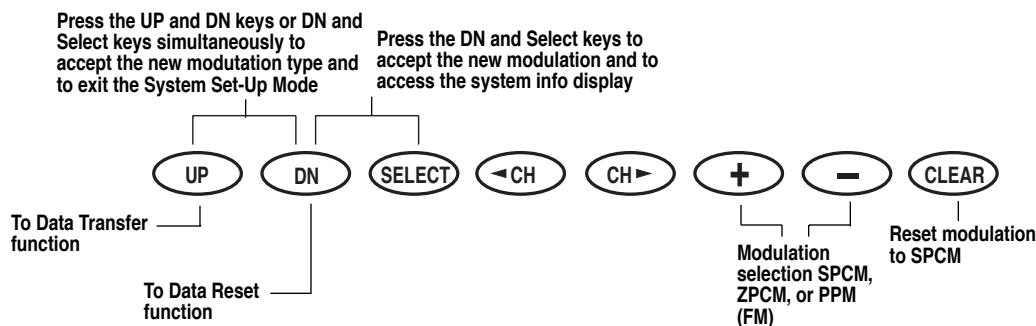 Press the UP and DN keys or DN and
Select keys simultaneously to
accept the new modutation type and
to exit the System Set-Up Mode
Press the DN and Select keys to
accept the new modulation and to
access the system info display
UP
DN
SELECT
◄CH
CH►
+
−
CLEAR
To Data Transfer
function
To Data Reset
function
Modulation
selection SPCM,
ZPCM, or PPM
(FM)
Reset modulation
to SPCM